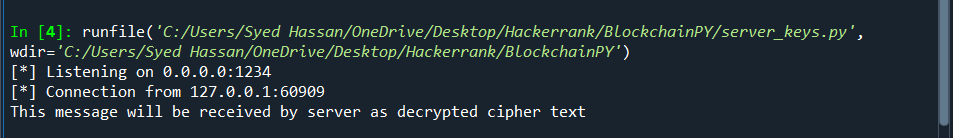 In [4]: runfile('C:/Users/Syed Hassan/OneDrive/Desktop/Hackerrank/BlockchainPY/server_keys.py',
wdir='C:/Users/Syed Hassan/OneDrive/Desktop/Hackerrank/BlockchainPY')
[*] Listening on 0.0.0.0:1234
[*] Connection from 127.0.0.1:60909
This message will be received by server as decrypted cipher text